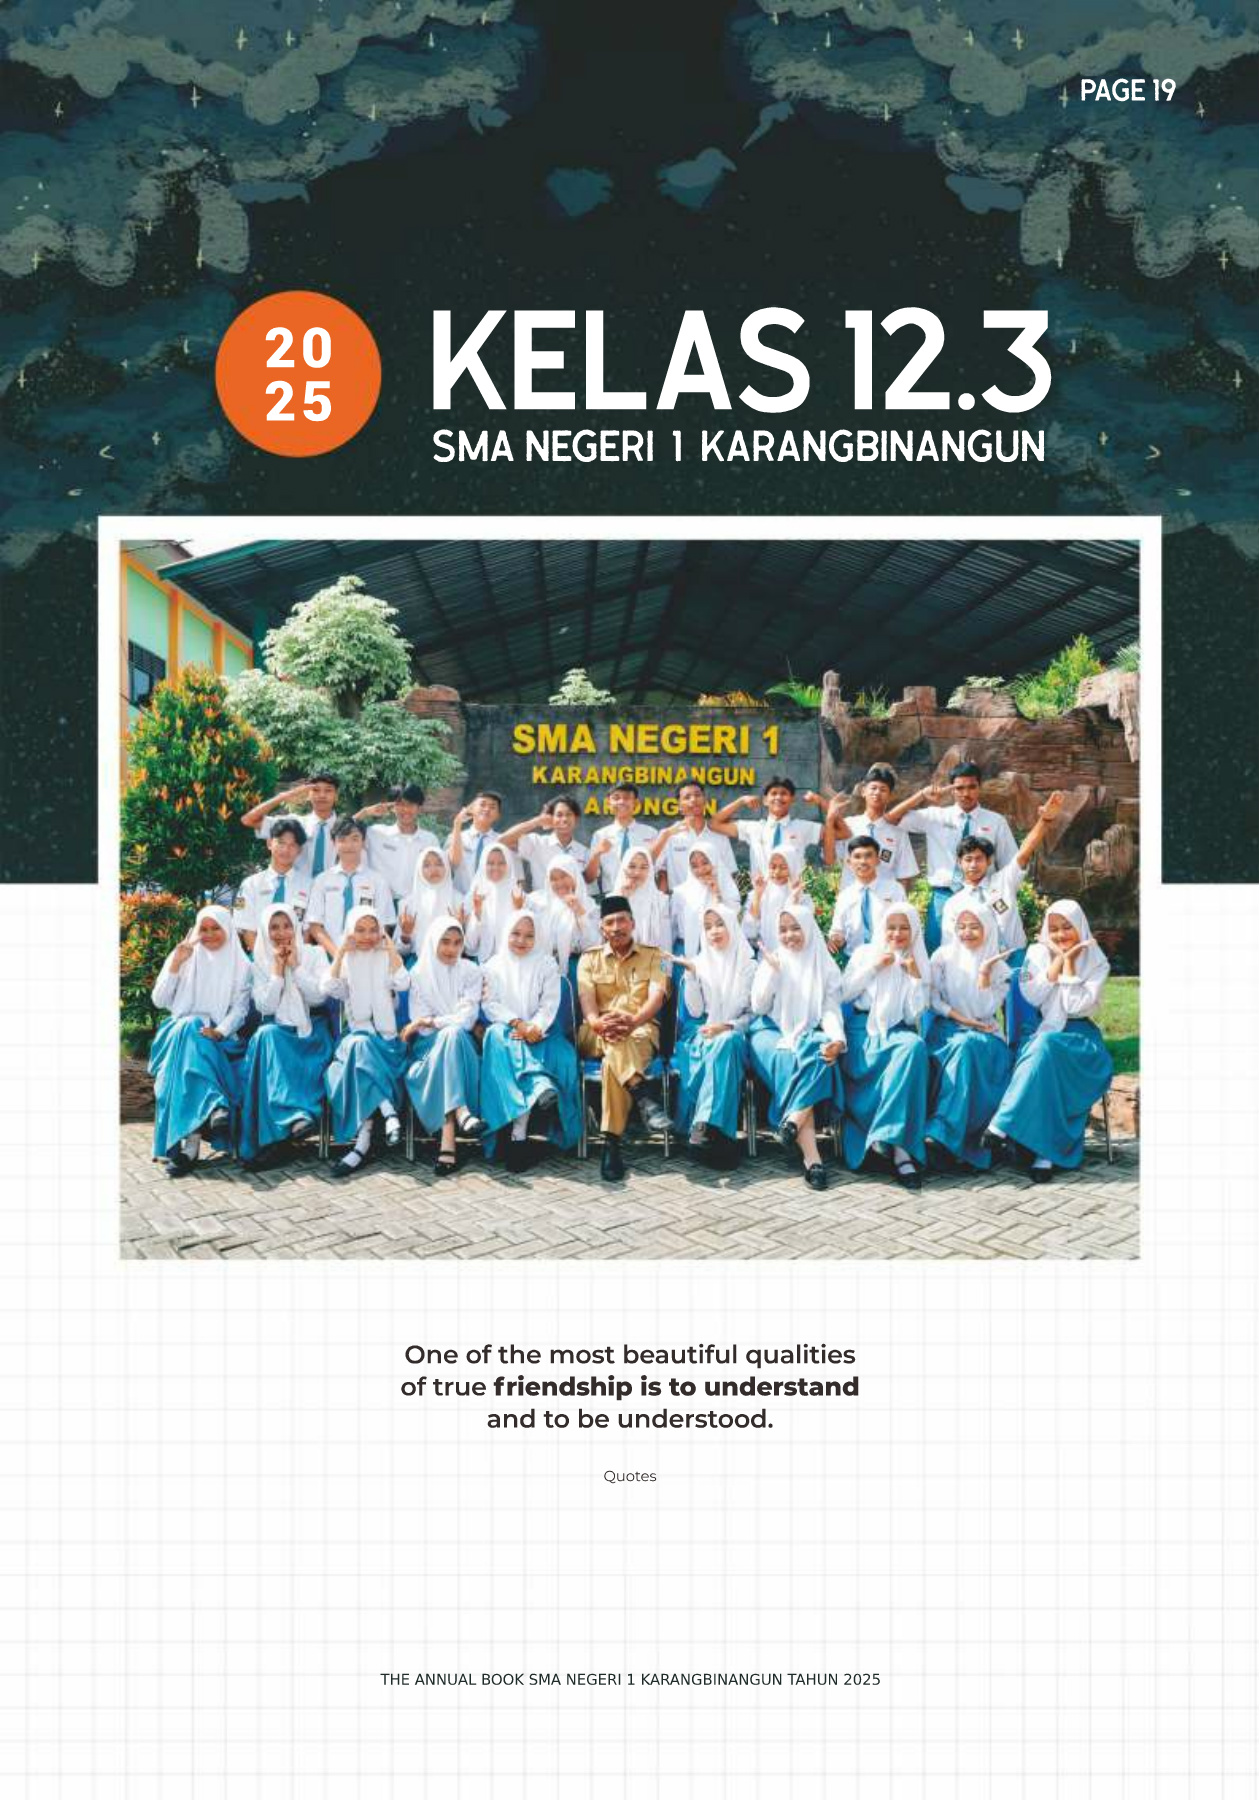 PAGE 19
20
25
KELAS 12.3
SMA NEGERI 1 KARANGBINANGUN
SMA NEGERI 1
KARANGBINANGUN
One of the most beautiful qualities
of true friendship is to understand
and to be understood.
Quotes
THE ANNUAL BOOK SMA NEGERI 1 KARANGBINANGUN TAHUN 2025